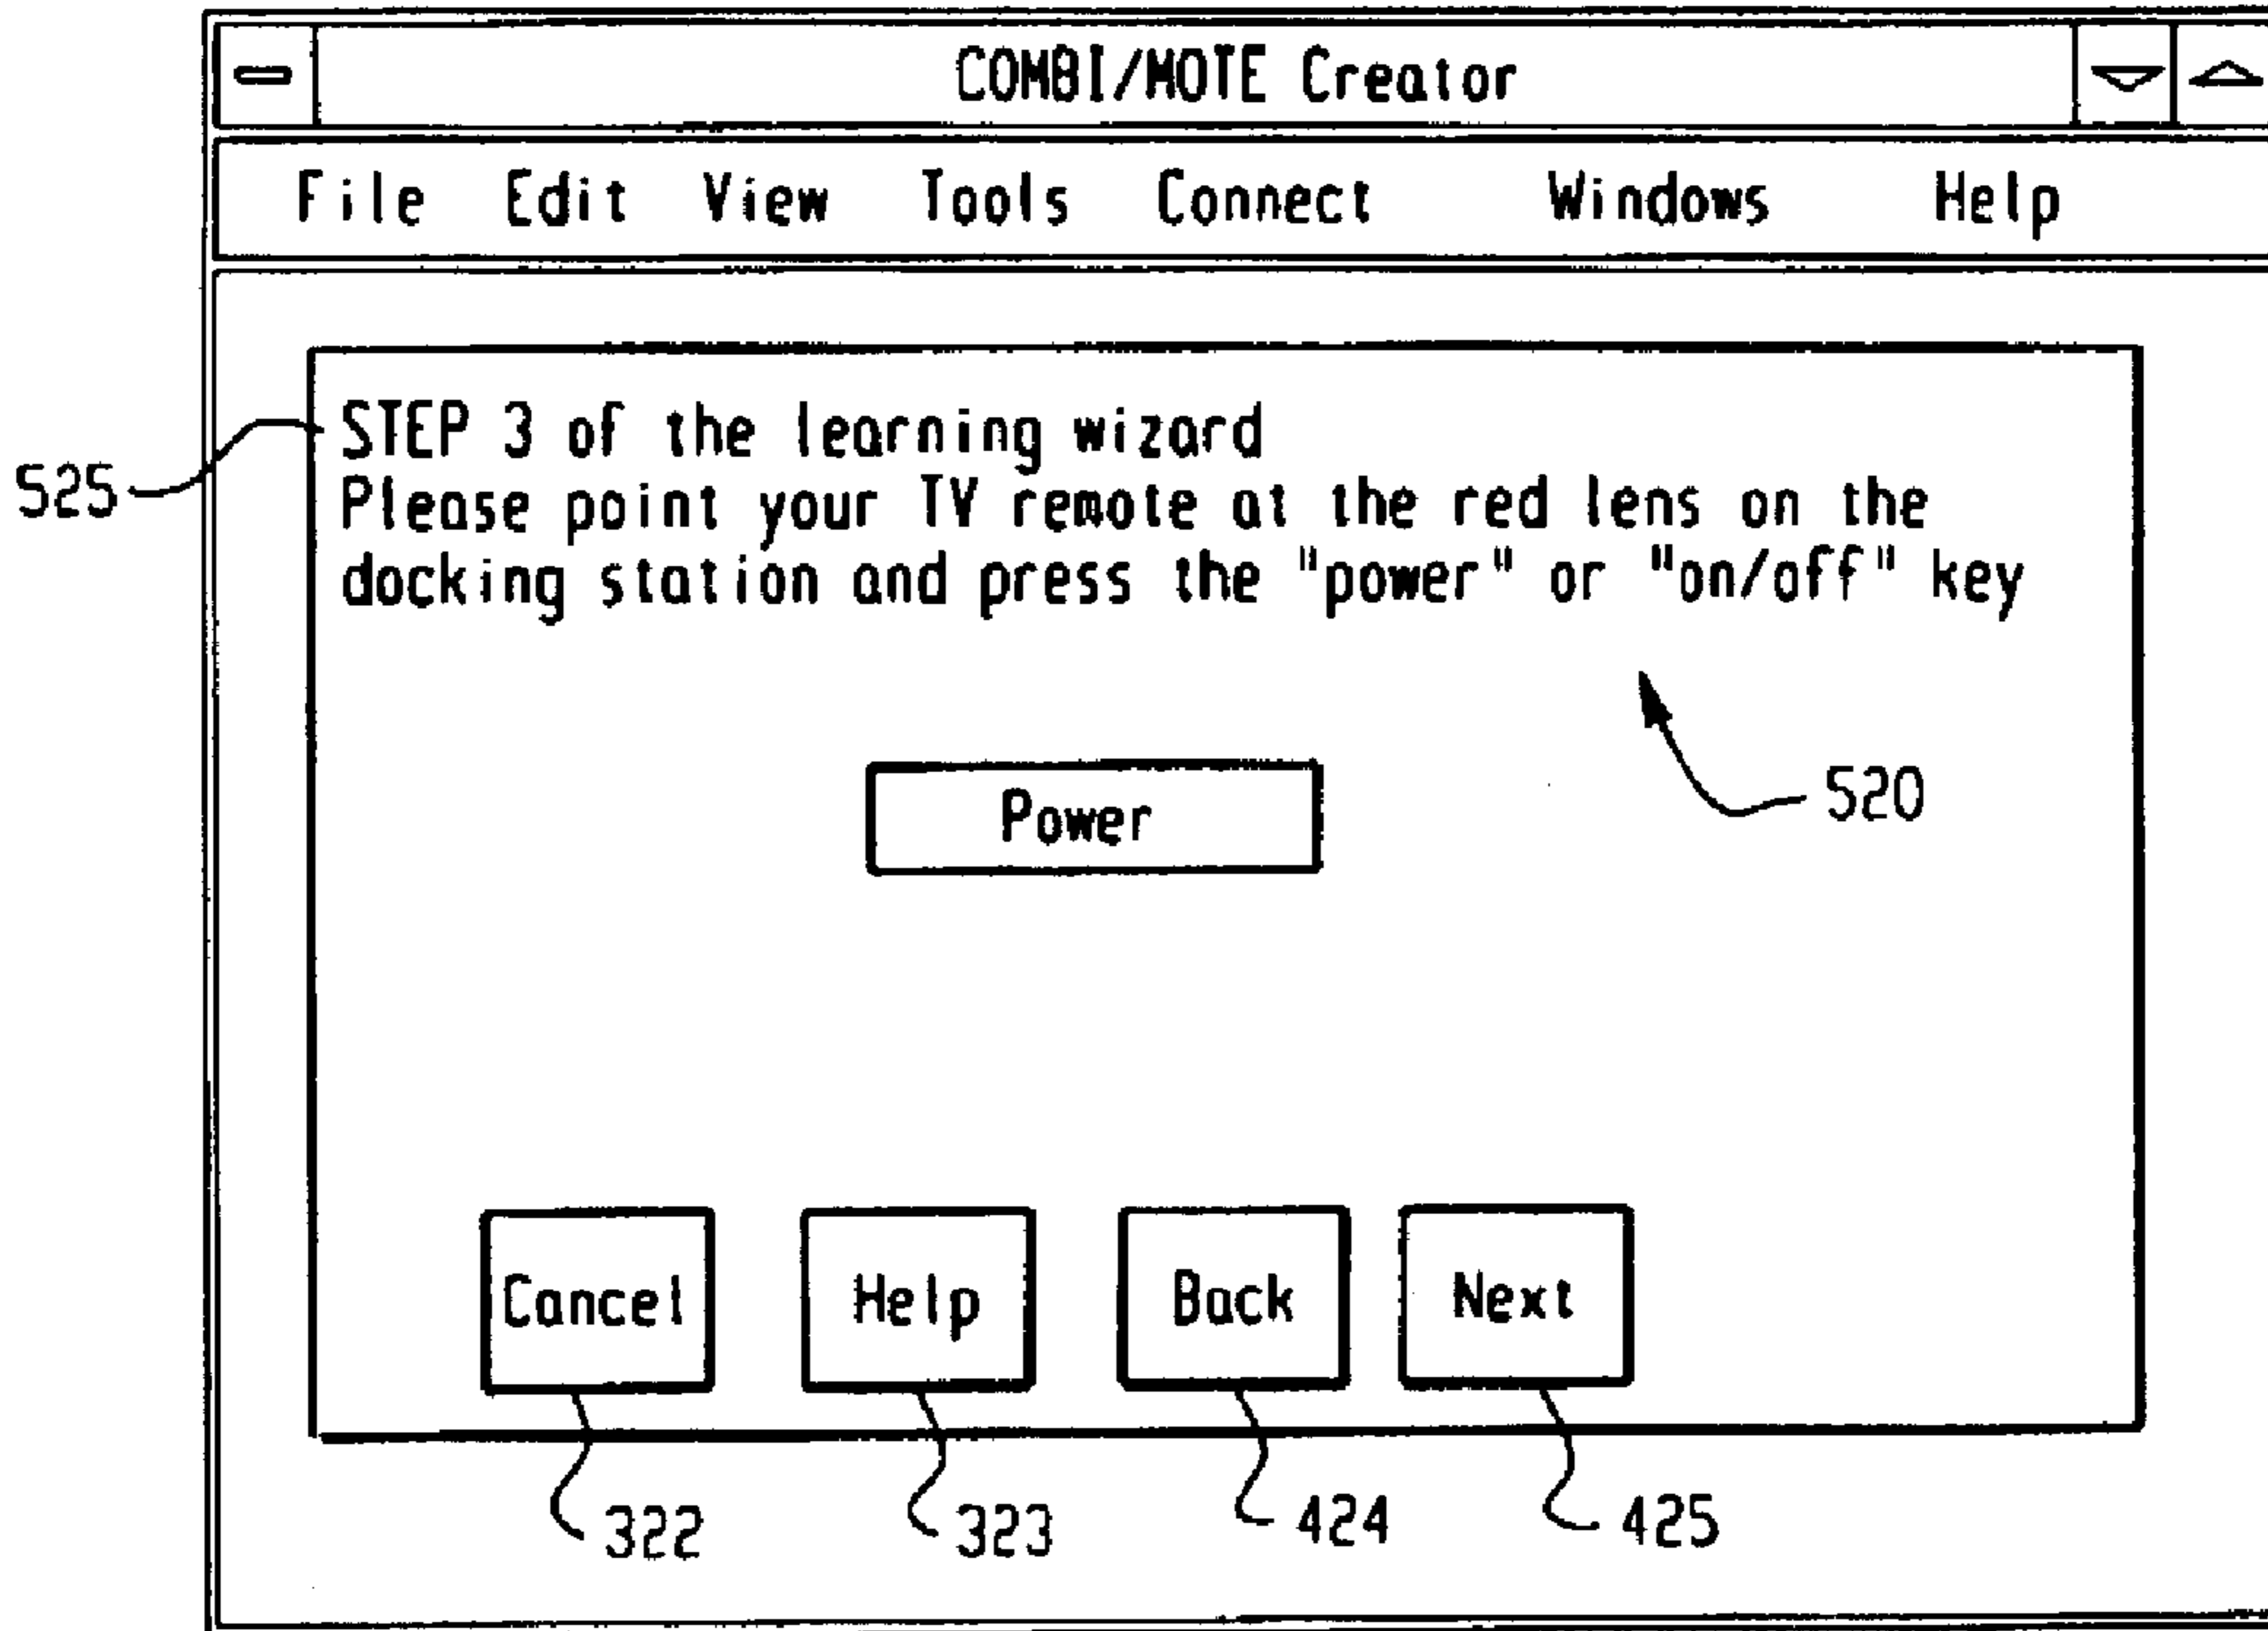 COMBI/MOTE Creator
File Edit View Tools Connect Windows Help
STEP 3 of the learning wizard
Please point your TV remote at the red lens on the
docking station and press the "power" or "on/off" key
525
520
Power
Cancel Help Back Next
322 323 424 425